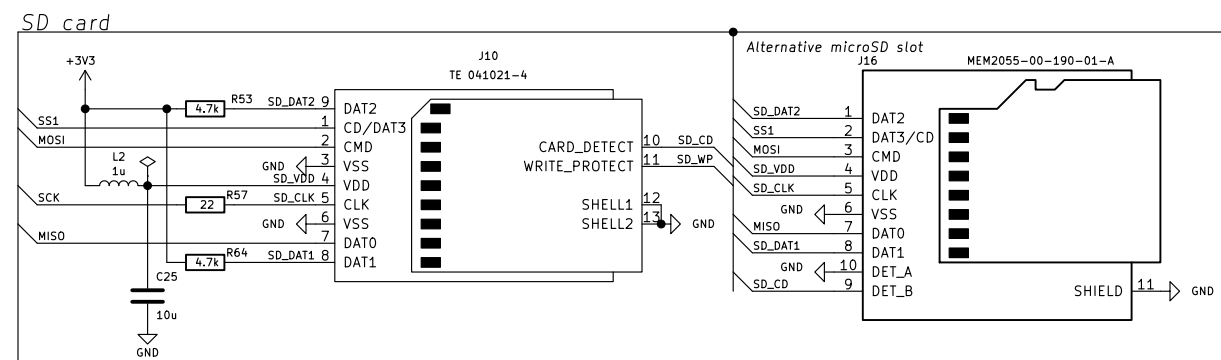 SD card
Alternative microSD slot
J10
TE 041021-4
J16
MEM2055-00-190-01-A
+3V3
4.7k
R53
SD_DAT2
9
DAT2
SS1
1
CD/DAT3
MOSI
2
CMD
GND
3
VSS
L2
1u
SD_VDD
4
VDD
SCK
22
R57
SD_CLK
5
CLK
GND
6
VSS
MISO
7
DAT0
4.7k
R64
SD_DAT1
8
DAT1
C25
10u
GND
CARD_DETECT
10
SD_CD
WRITE_PROTECT
11
SD_WP
SHELL1
12
SHELL2
13
GND
SD_DAT2
1
DAT2
SS1
2
DAT3/CD
MOSI
3
CMD
SD_VDD
4
VDD
SD_CLK
5
CLK
GND
6
VSS
MISO
7
DAT0
SD_DAT1
8
DAT1
GND
10
DET_A
SD_CD
9
DET_B
SHIELD
11
GND